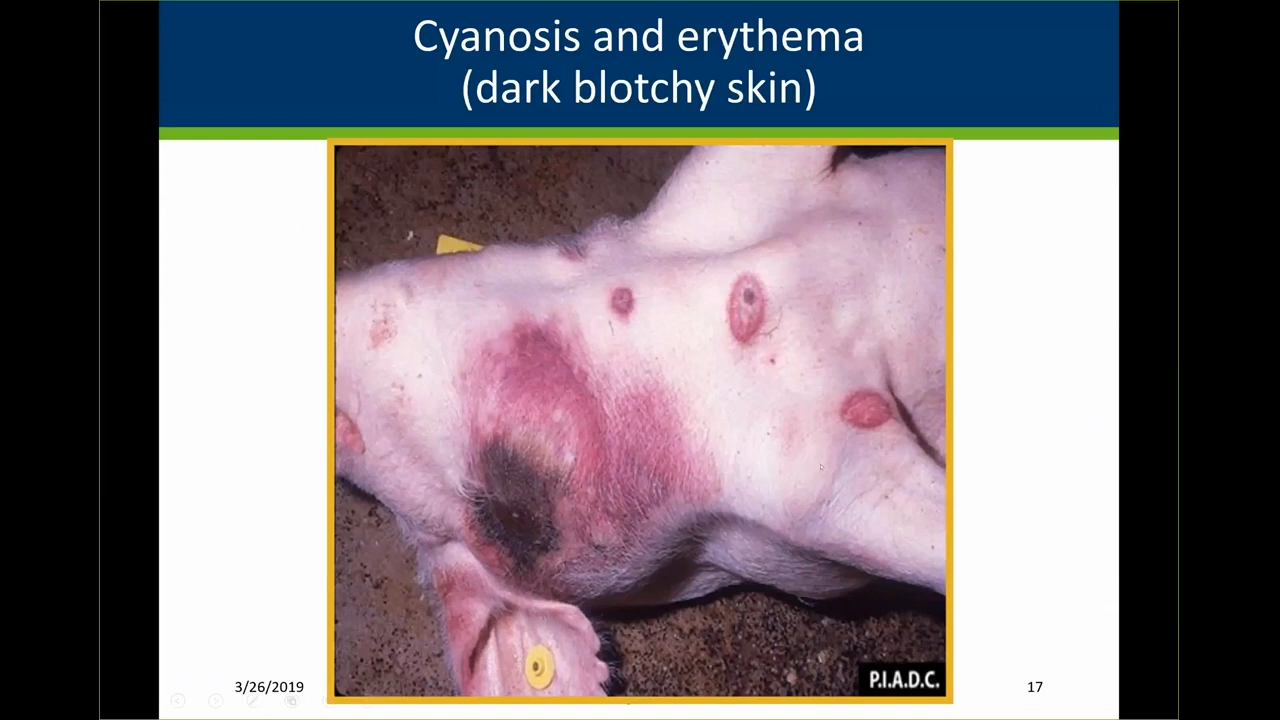 Cyanosis and erythema
(dark blotchy skin)
P.I.A.D.C.
3/26/2019
17